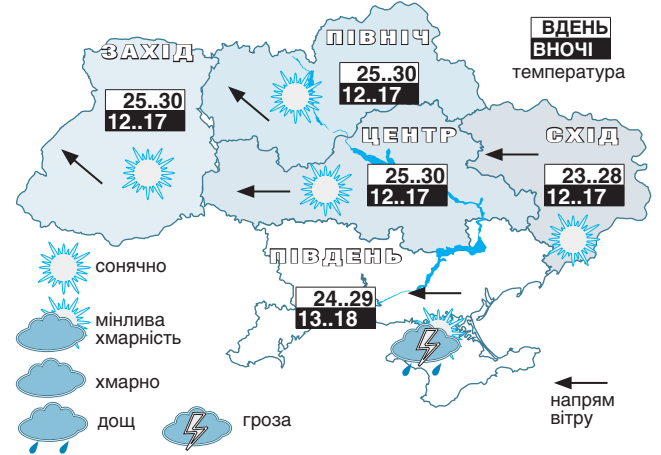 ЗАХІД
25..30
12..17
ПІВНІЧ
25..30
12..17
ВДЕНЬ
ВНОЧІ
температура
ЦЕНТР
25..30
12..17
СХІД
23..28
12..17
ПІВДЕНЬ
24..29
13..18
сонячно
мінлива
хмарність
хмарно
дощ
гроза
напрям
вітру